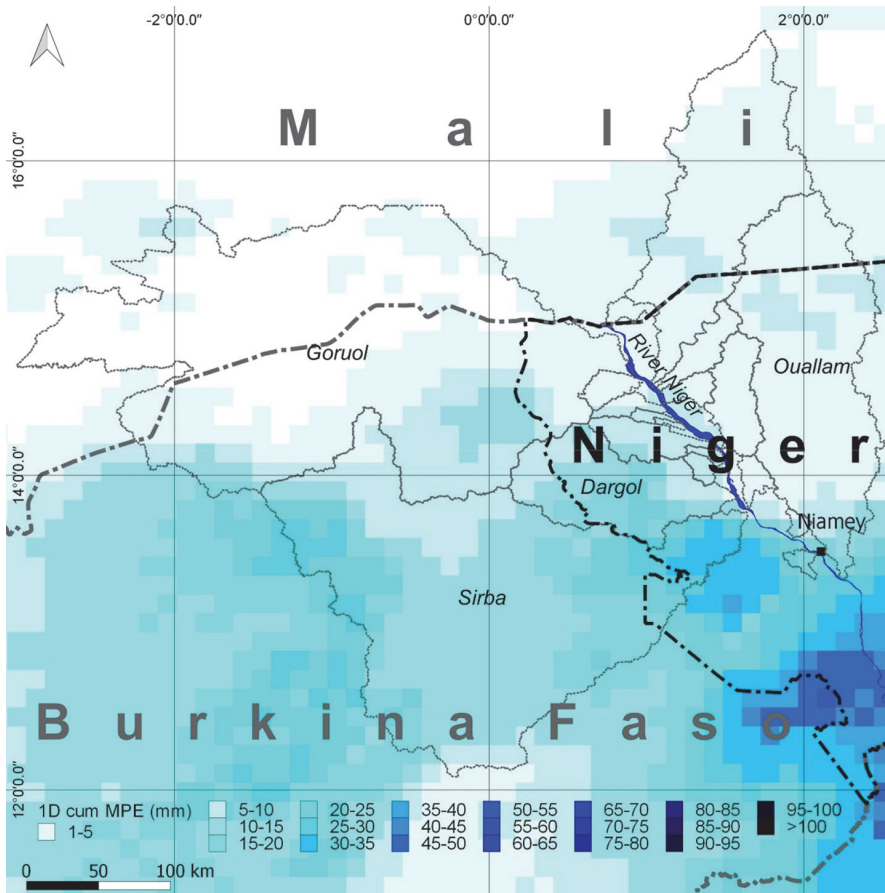 -2°0'0.0"
0°0'0.0"
2°0'0.0"
M a l i
16°0'0.0"
Goruol
River Niger
Ouallam
N i g e r
14°0'0.0"
Dargol
Niamey
Sirba
B u r k i n a F a s o
12°0'0.0"
1D cum MPE (mm)
1-5
5-10
10-15
15-20
20-25
25-30
30-35
35-40
40-45
45-50
50-55
55-60
60-65
65-70
70-75
75-80
80-85
85-90
90-95
95-100
>100
0 50 100 km